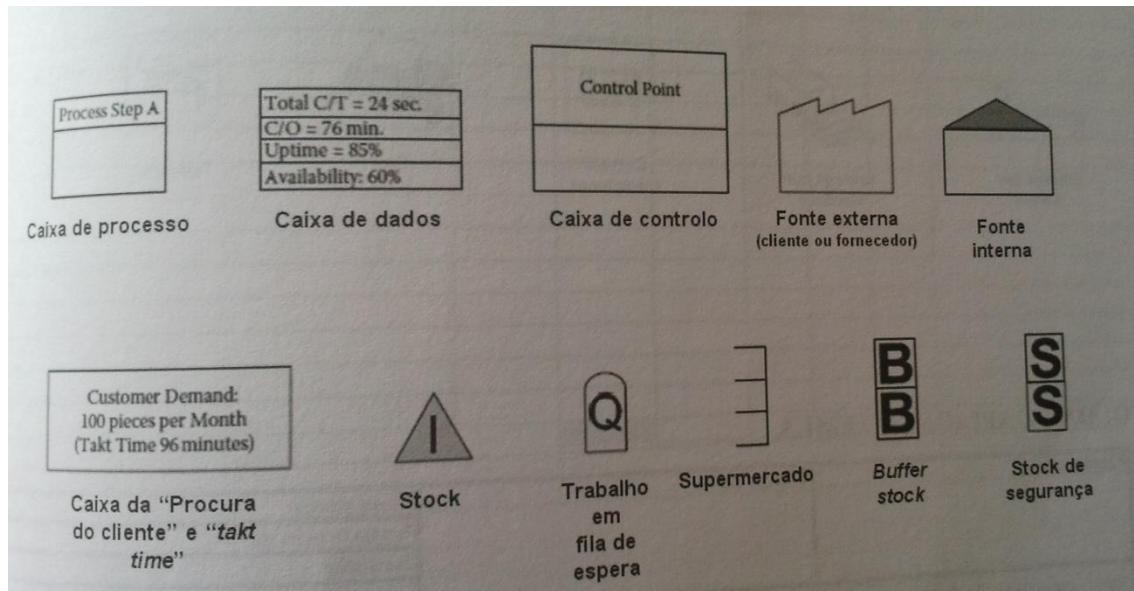 Process Step A
Caixa de processo
Total C/T = 24 sec.
C/O = 76 min.
Uptime = 85%
Availability: 60%
Caixa de dados
Control Point
Caixa de controlo
Fonte externa
(cliente ou fornecedor)
Fonte
interna
Customer Demand:
100 pieces per Month
(Takt Time 96 minutes)
Caixa da “Procura
do cliente” e “takt
time”
I
Stock
Q
Trabalho
em
fila de
espera
Supermercado
B
B
Buffer
stock
S
S
Stock de
segurança